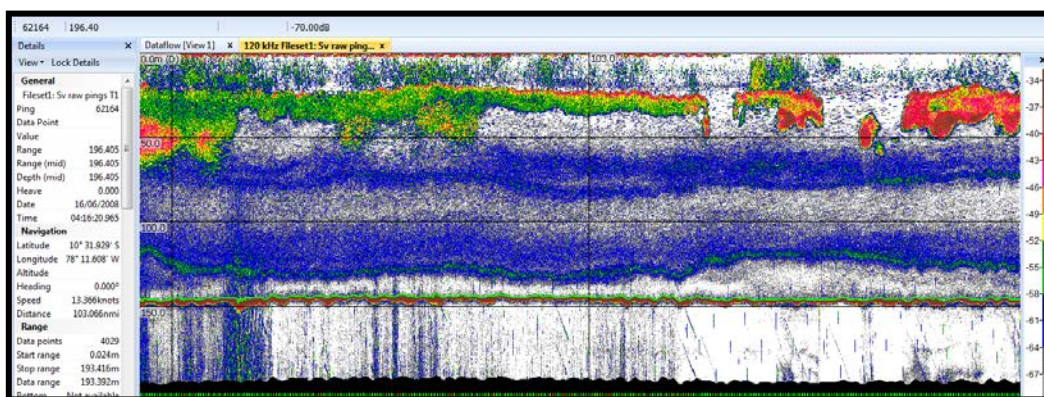 62164 196.40 -70.00dB
Details × Dataflow [View 1] × 120 kHz Fileset1: Sv raw ping... ×
View Lock Details
General
Fileset1: Sv raw pings T1
Ping 62164
Data Point
Value
Range 196.405
Range (mid) 196.405
Depth (mid) 196.405
Heave 0.000
Date 16/06/2008
Time 04:16:20.965
Navigation
Latitude 10° 31.929' S
Longitude 78° 11.608' W
Altitude
Heading 0.000°
Speed 13.366knots
Distance 103.066nmi
Range
Data points 4029
Start range 0.024m
Stop range 193.416m
Data range 193.392m
Bottom Not available
103.0
50.0
100.0
150.0
-34
-37
-40
-43
-46
-49
-52
-55
-58
-61
-64
-67